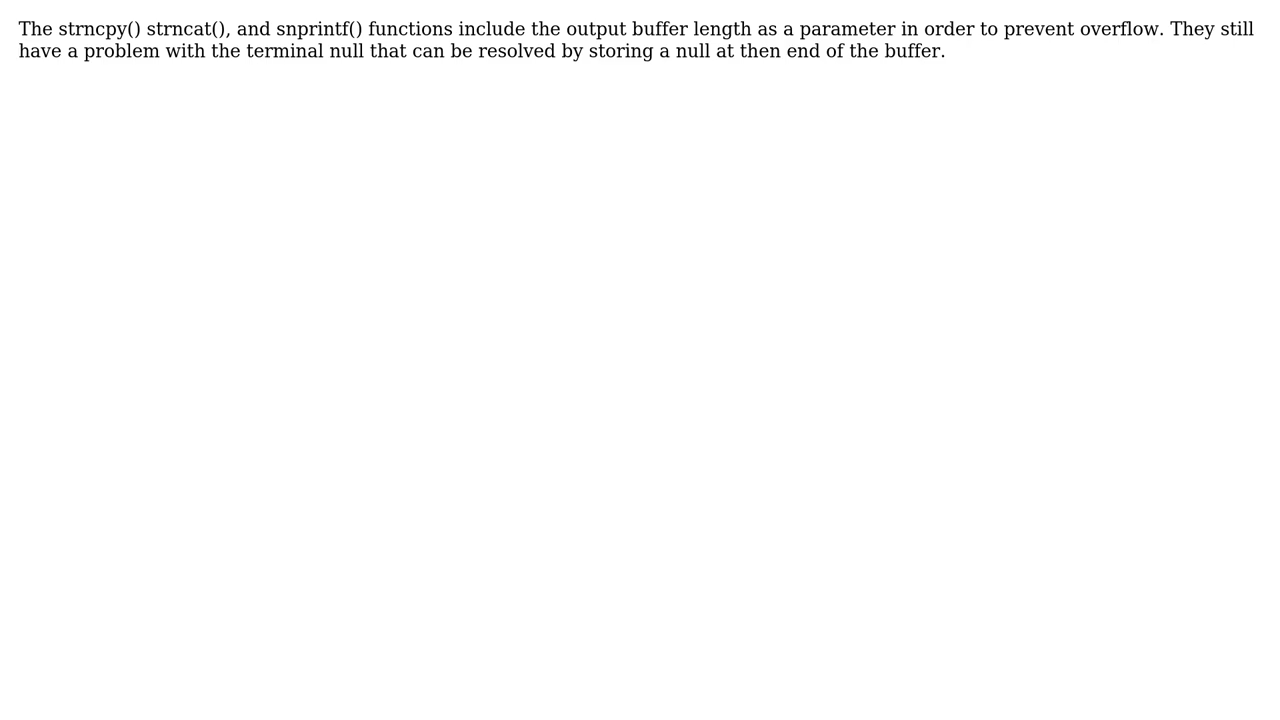 The strncpy() strncat(), and snprintf() functions include the output buffer length as a parameter in order to prevent overflow. They still
have a problem with the terminal null that can be resolved by storing a null at then end of the buffer.